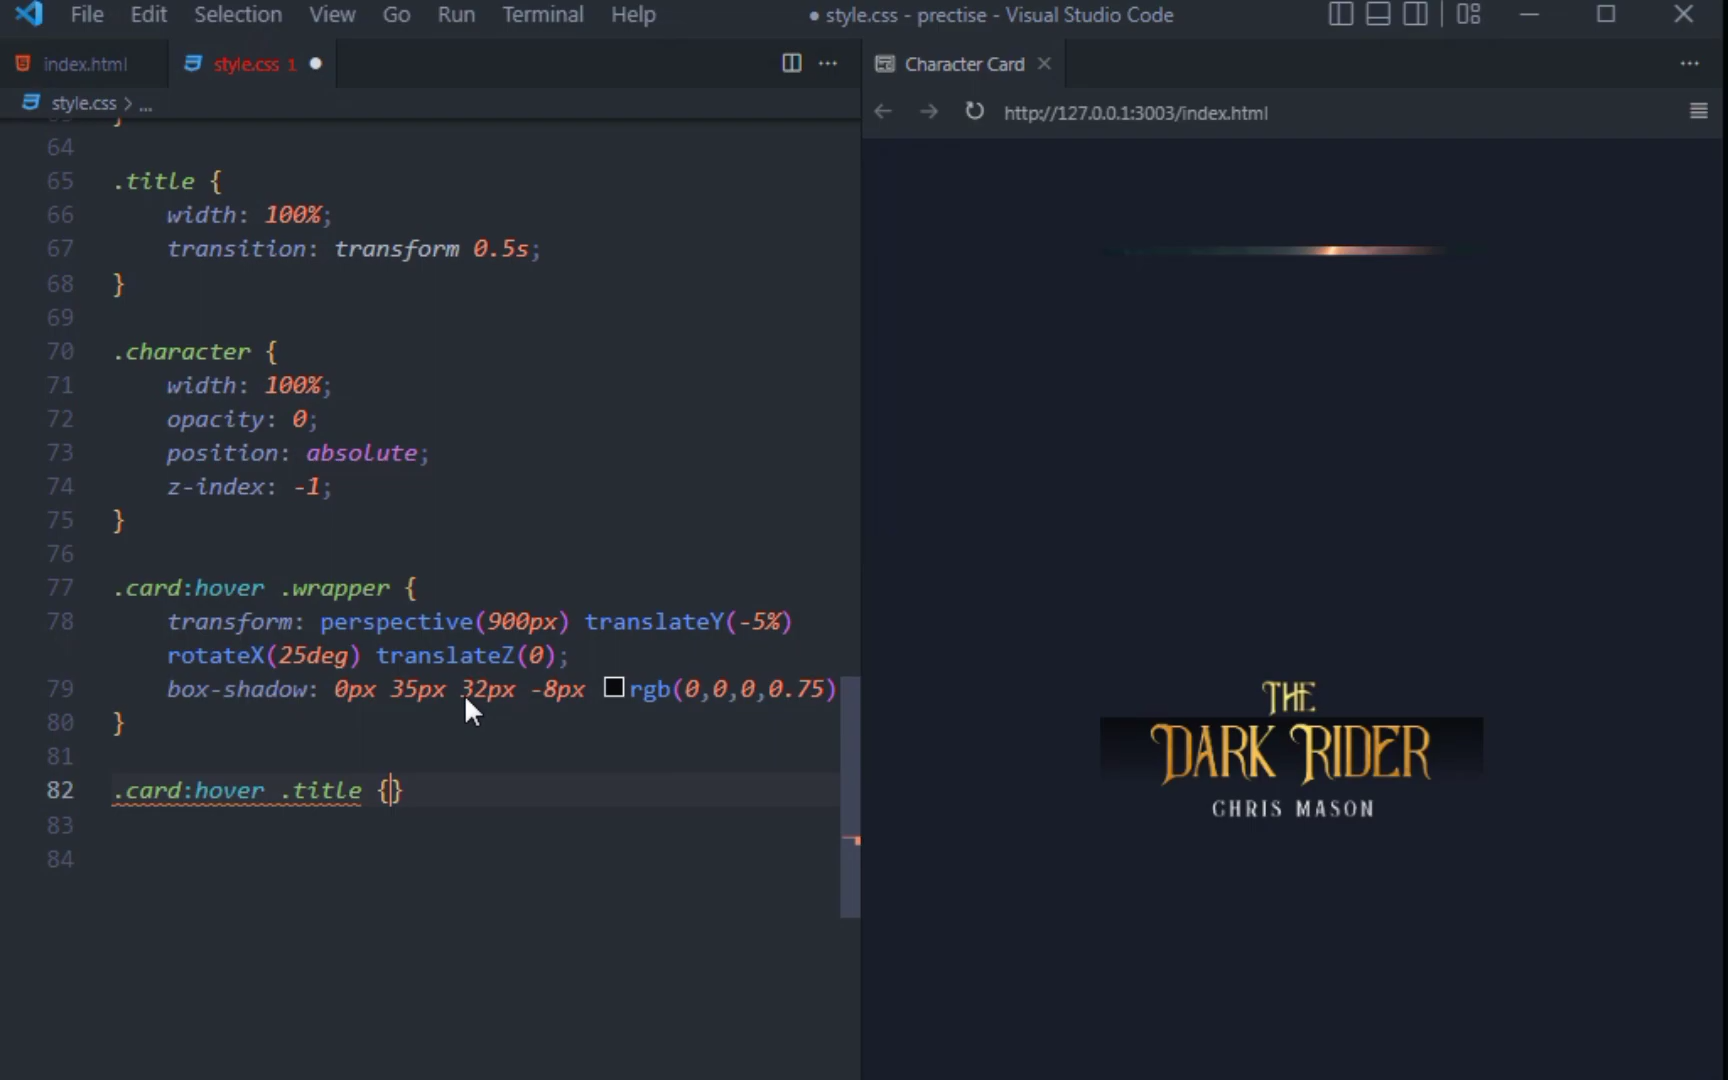 File Edit Selection View Go Run Terminal Help
● style.css - prectise - Visual Studio Code
index.html
style.css 1
Character Card
style.css > ...
http://127.0.0.1:3003/index.html
64
65 .title {
66 width: 100%;
67 transition: transform 0.5s;
68 }
69
70 .character {
71 width: 100%;
72 opacity: 0;
73 position: absolute;
74 z-index: -1;
75 }
76
77 .card:hover .wrapper {
78 transform: perspective(900px) translateY(-5%)
rotateX(25deg) translateZ(0);
79 box-shadow: 0px 35px 32px -8px rgb(0,0,0,0.75)
80 }
81
82 .card:hover .title {}
83
84
THE
DARK RIDER
CHRIS MASON